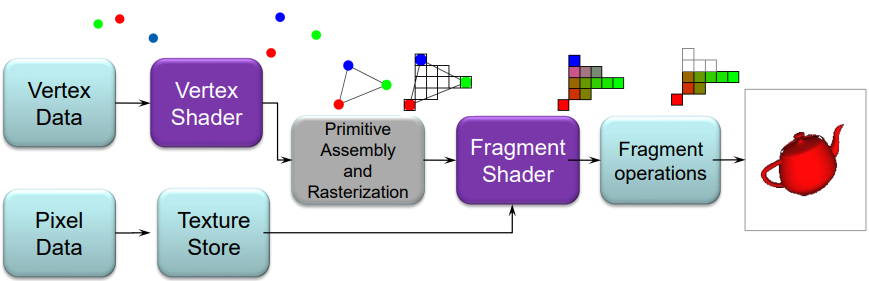 Vertex
Data
Vertex
Shader
Primitive
Assembly
and
Rasterization
Fragment
Shader
Fragment
operations
Pixel
Data
Texture
Store